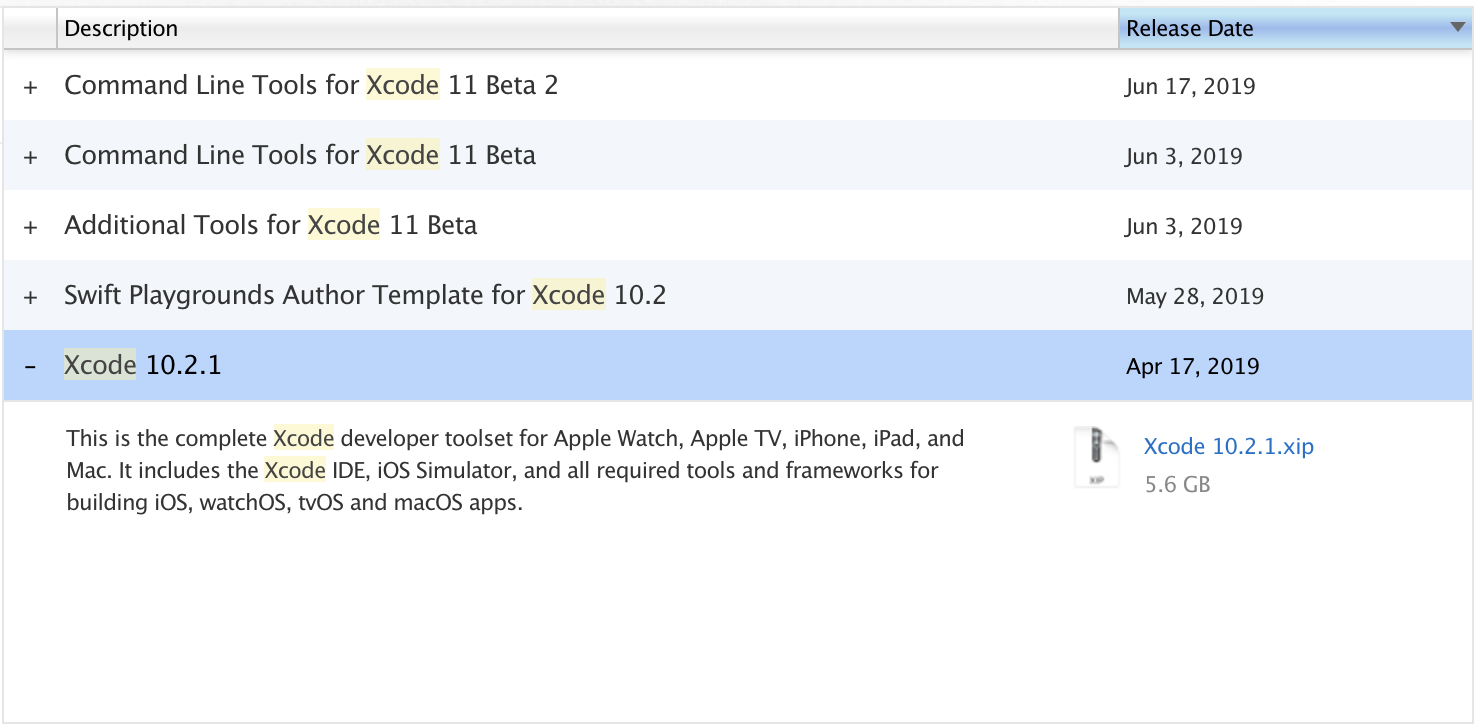 Description Release Date
+ Command Line Tools for Xcode 11 Beta 2 Jun 17, 2019
+ Command Line Tools for Xcode 11 Beta Jun 3, 2019
+ Additional Tools for Xcode 11 Beta Jun 3, 2019
+ Swift Playgrounds Author Template for Xcode 10.2 May 28, 2019
– Xcode 10.2.1 Apr 17, 2019
This is the complete Xcode developer toolset for Apple Watch, Apple TV, iPhone, iPad, and
Mac. It includes the Xcode IDE, iOS Simulator, and all required tools and frameworks for
building iOS, watchOS, tvOS and macOS apps.
XIP
Xcode 10.2.1.xip
5.6 GB